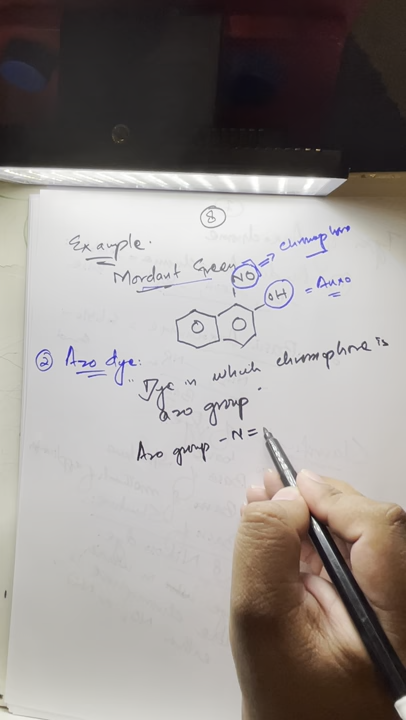 8
Example:
Mordant Green
NO => chromophore
OH = Auxo
② Azo dye:
"Dye in which chromophore is
azo group.
Azo group - N=